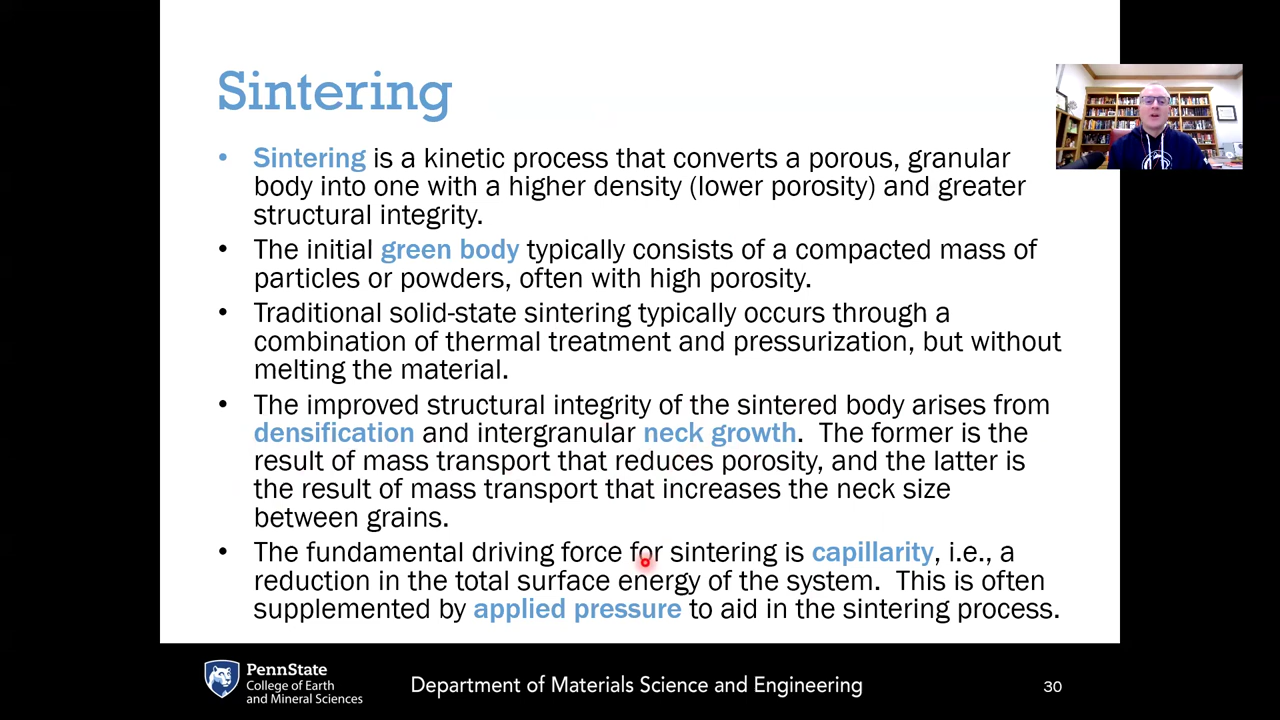 Sintering
• Sintering is a kinetic process that converts a porous, granular
body into one with a higher density (lower porosity) and greater
structural integrity.
• The initial green body typically consists of a compacted mass of
particles or powders, often with high porosity.
• Traditional solid-state sintering typically occurs through a
combination of thermal treatment and pressurization, but without
melting the material.
• The improved structural integrity of the sintered body arises from
densification and intergranular neck growth.  The former is the
result of mass transport that reduces porosity, and the latter is
the result of mass transport that increases the neck size
between grains.
• The fundamental driving force for sintering is capillarity, i.e., a
reduction in the total surface energy of the system.  This is often
supplemented by applied pressure to aid in the sintering process.
PennState
College of Earth
and Mineral Sciences
Department of Materials Science and Engineering
30